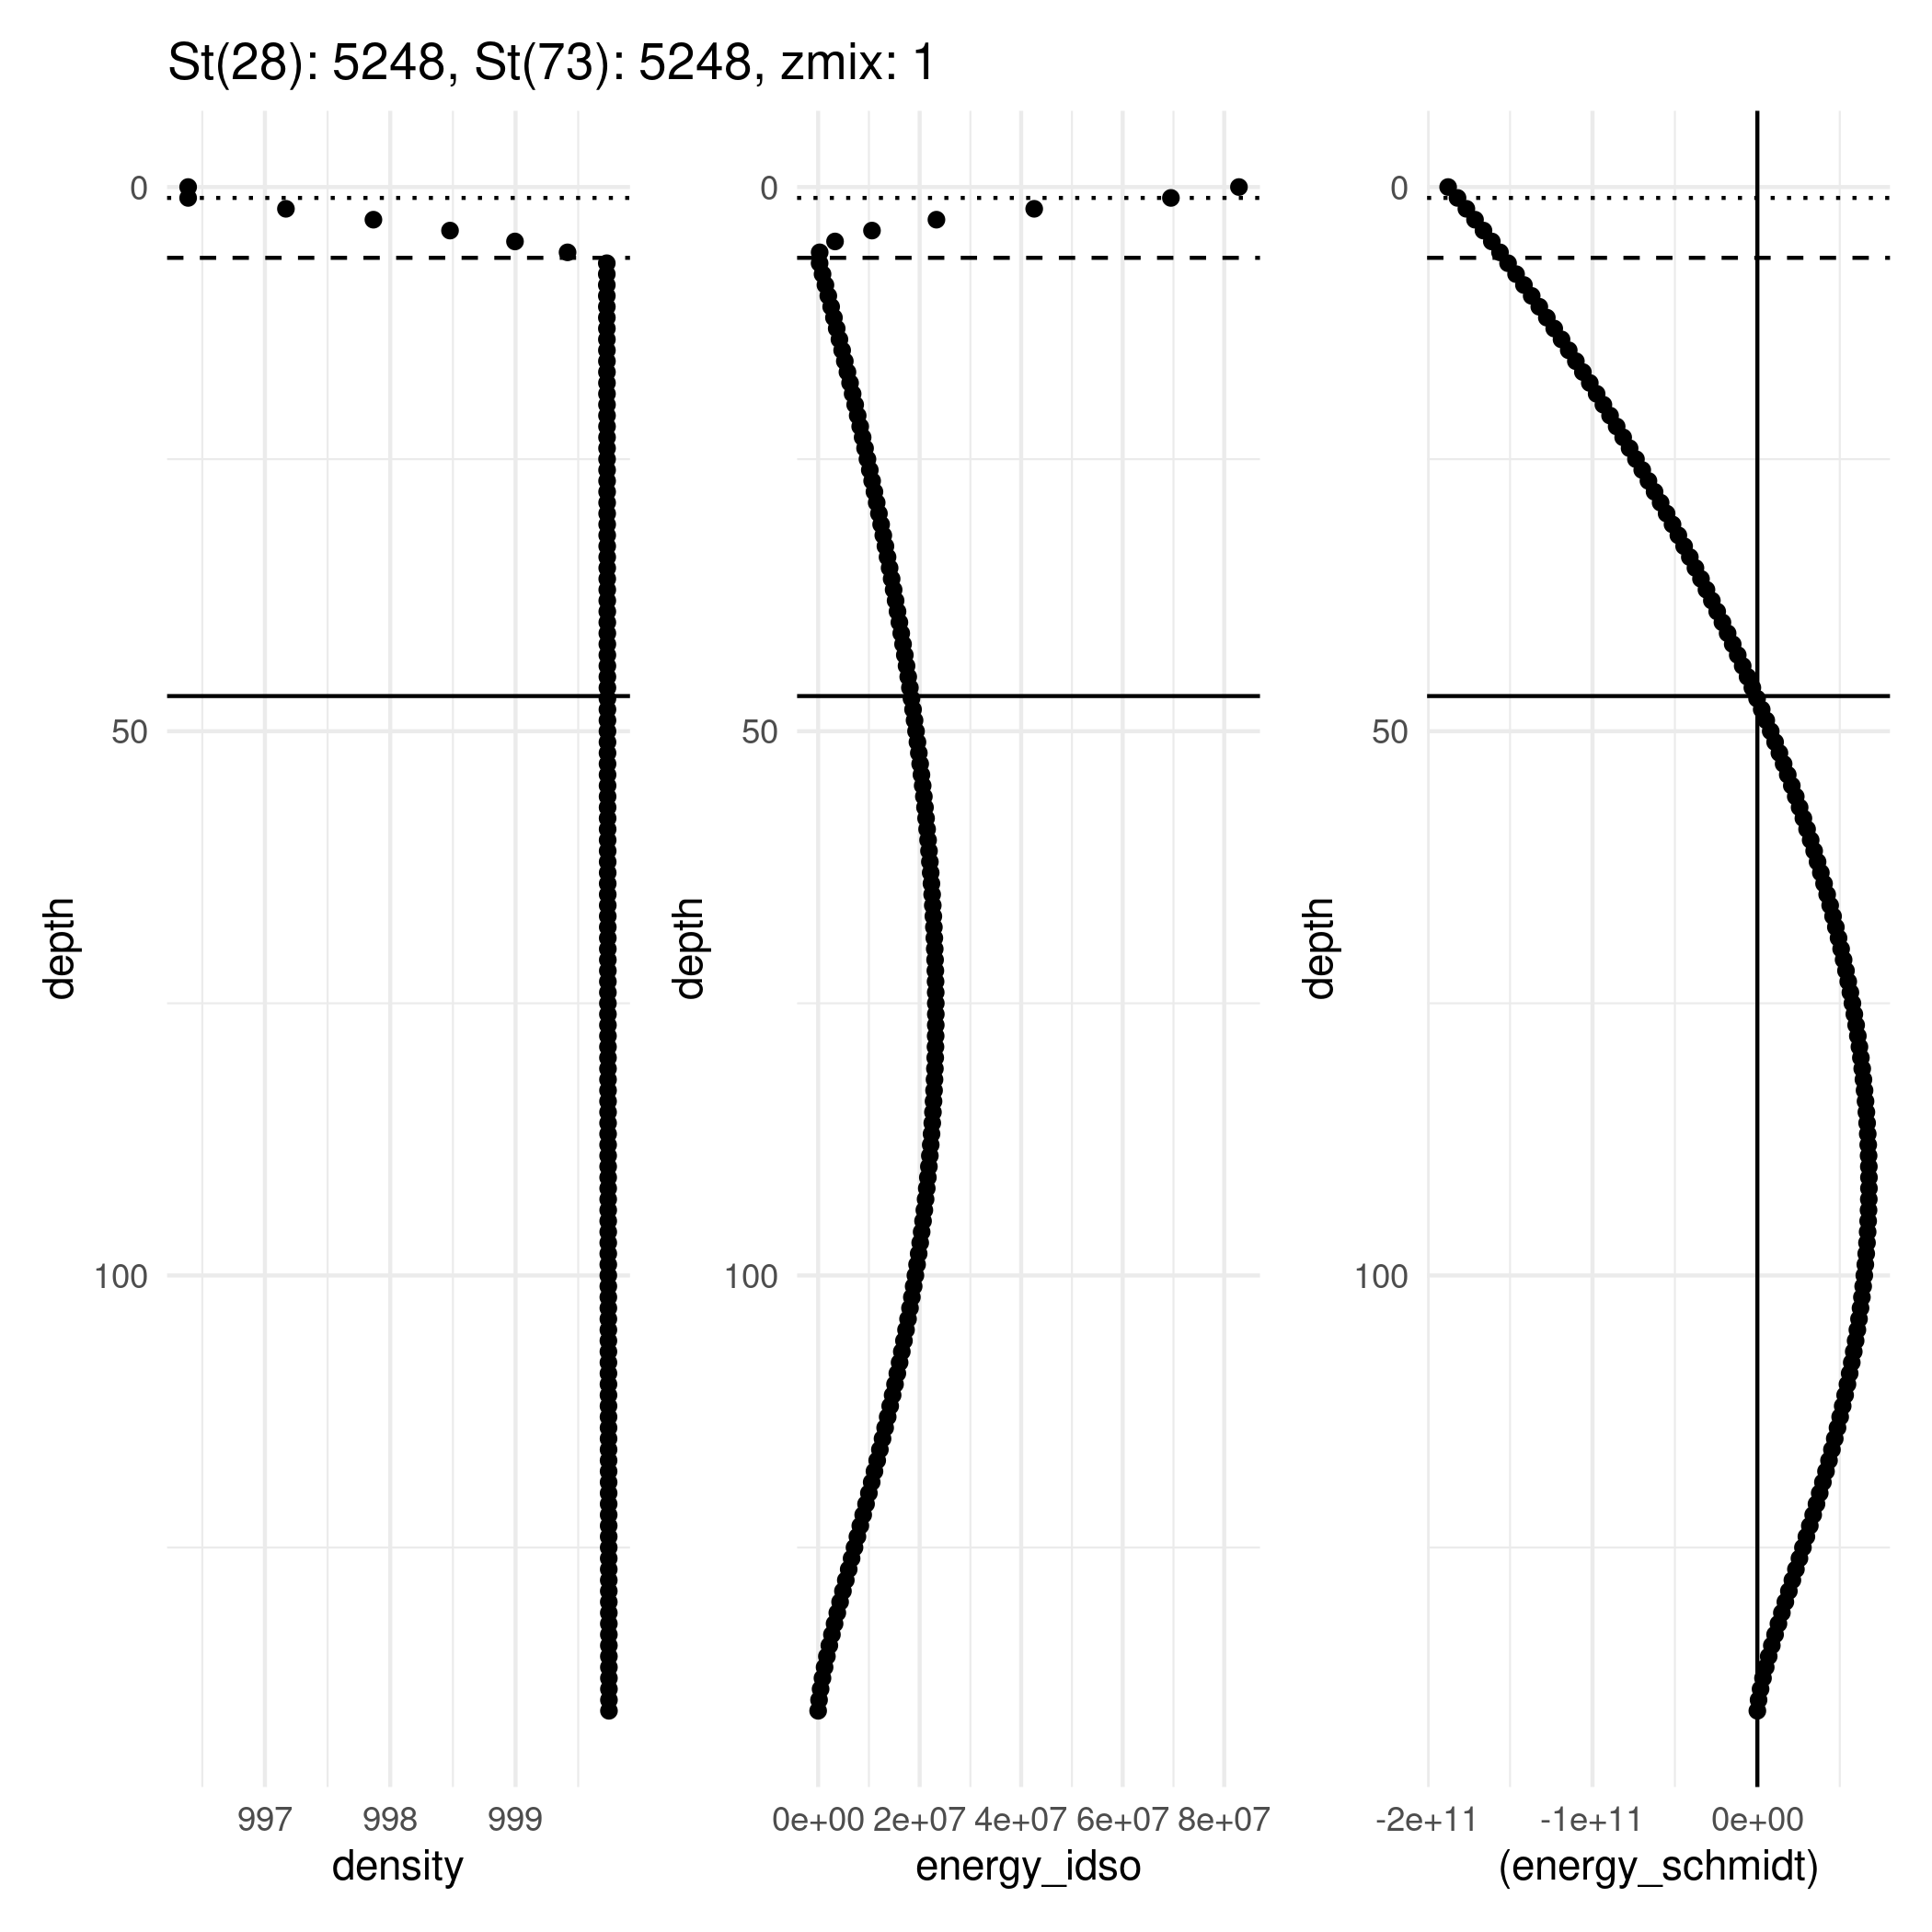 St(28): 5248, St(73): 5248, zmix: 1
0
50
100
depth
997 998 999
density
0
50
100
depth
0e+00 2e+07 4e+07 6e+07 8e+07
energy_idso
0
50
100
depth
-2e+11 -1e+11 0e+00
(energy_schmidt)